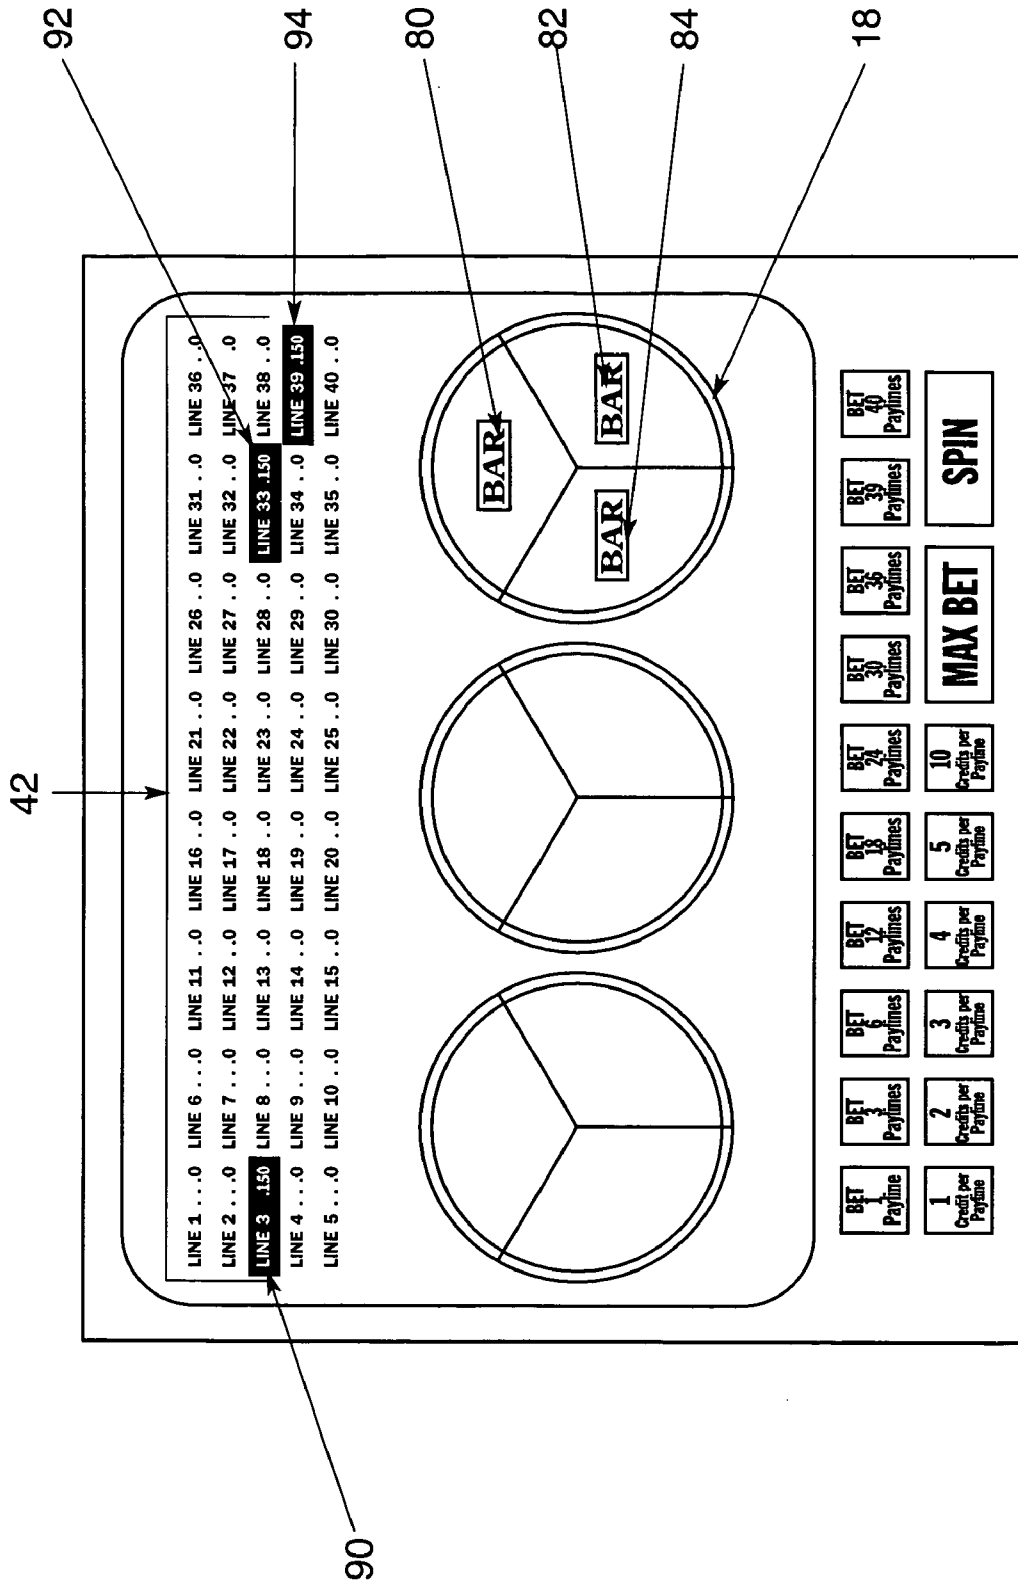 42
92
LINE 1 ...0 LINE 6 ...0 LINE 11 ..0 LINE 16 ..0 LINE 21 ..0 LINE 26 ..0 LINE 31 ..0 LINE 36 ..0
LINE 2 ...0 LINE 7 ...0 LINE 12 ..0 LINE 17 ..0 LINE 22 ..0 LINE 27 ..0 LINE 32 ..0 LINE 37 .0
LINE 3 .150 LINE 8 ...0 LINE 13 ..0 LINE 18 ..0 LINE 23 ..0 LINE 28 ..0 LINE 33 .150 LINE 38 ..0
LINE 4 ...0 LINE 9 ...0 LINE 14 ..0 LINE 19 ..0 LINE 24 ..0 LINE 29 ..0 LINE 34 ..0 LINE 39 .150
94
LINE 5 ...0 LINE 10 ..0 LINE 15 ..0 LINE 20 ..0 LINE 25 ..0 LINE 30 ..0 LINE 35 ..0 LINE 40 ..0
90
80
BAR
82
BAR BAR
84
18
BET 1 Payline
BET 3 Paylines
BET 6 Paylines
BET 12 Paylines
BET 18 Paylines
BET 24 Paylines
BET 30 Paylines
BET 36 Paylines
BET 39 Paylines
BET 40 Paylines
1 Credit per Payline
2 Credits per Payline
3 Credits per Payline
4 Credits per Payline
5 Credits per Payline
10 Credits per Payline
MAX BET
SPIN